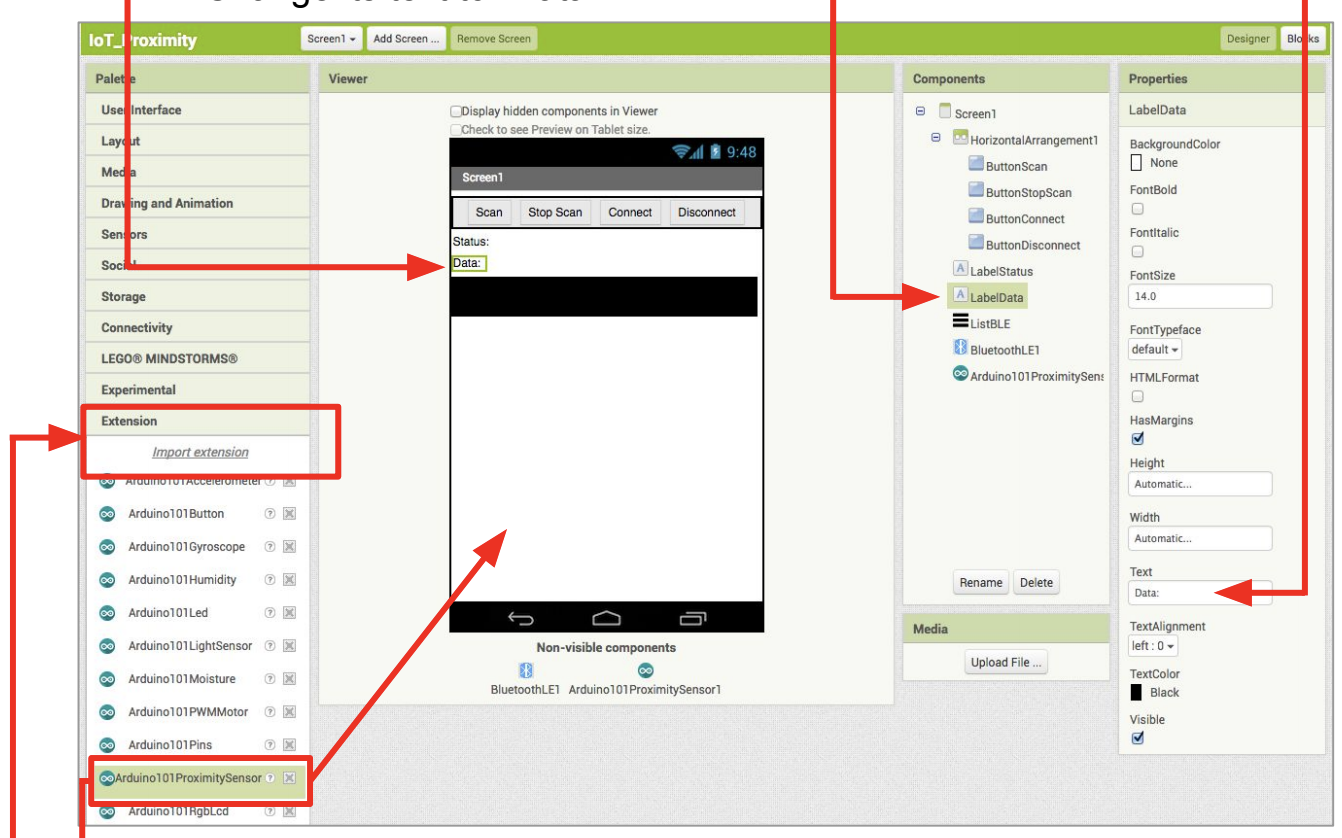 IoT_Proximity
Screen1
Add Screen ...
Remove Screen
Designer
Blocks
Palette
User Interface
Layout
Media
Drawing and Animation
Sensors
Social
Storage
Connectivity
LEGO® MINDSTORMS®
Experimental
Extension
Import extension
Arduino101Accelerometer
Arduino101Button
Arduino101Gyroscope
Arduino101Humidity
Arduino101Led
Arduino101LightSensor
Arduino101Moisture
Arduino101PWMMotor
Arduino101Pins
Arduino101ProximitySensor
Arduino101RgbLcd
Viewer
Display hidden components in Viewer
Check to see Preview on Tablet size.
9:48
Screen1
Scan
Stop Scan
Connect
Disconnect
Status:
Data:
Non-visible components
BluetoothLE1
Arduino101ProximitySensor1
Components
Screen1
HorizontalArrangement1
ButtonScan
ButtonStopScan
ButtonConnect
ButtonDisconnect
LabelStatus
LabelData
ListBLE
BluetoothLE1
Arduino101ProximitySens
Rename
Delete
Media
Upload File ...
Properties
LabelData
BackgroundColor
None
FontBold
FontItalic
FontSize
14.0
FontTypeface
default
HTMLFormat
HasMargins
Height
Automatic...
Width
Automatic...
Text
Data:
TextAlignment
left : 0
TextColor
Black
Visible